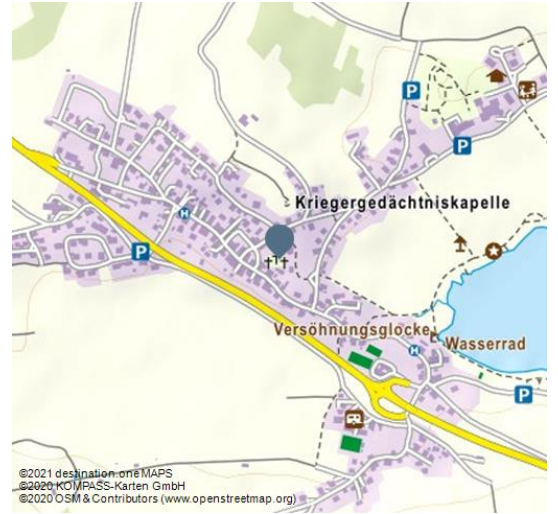 P
P
Kriegergedächtniskapelle
H
P
Versöhnungsglocke
H
Wasserrad
P
©2021 destination.one MAPS
©2020 KOMPASS-Karten GmbH
©2020 OSM & Contributors (www.openstreetmap.org)